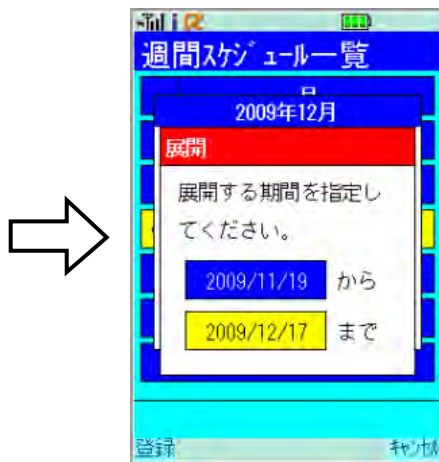 週間ｽｹｼﾞｭｰﾙ一覧
2009年12月
展開
展開する期間を指定し
てください。
2009/11/19 から
2009/12/17 まで
登録 ｷｬﾝｾﾙ